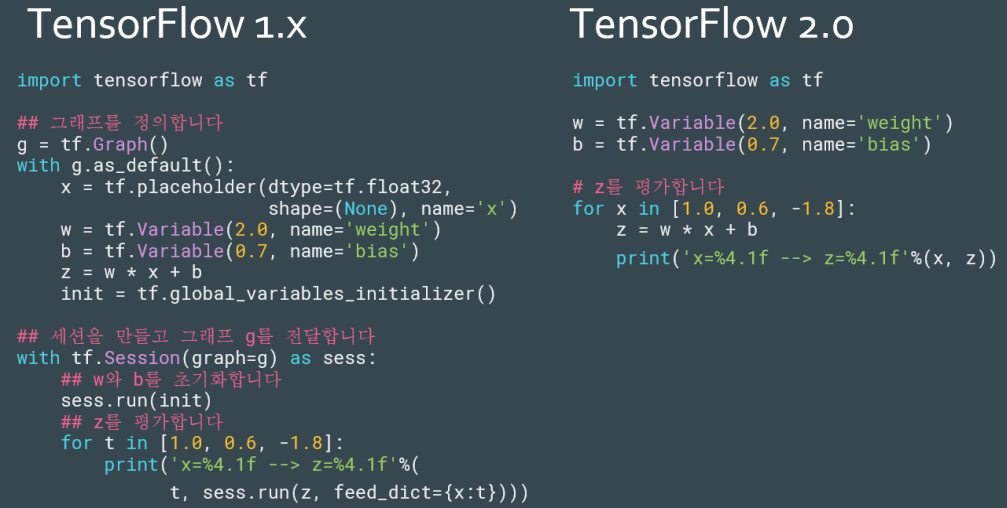 TensorFlow 1.x
import tensorflow as tf
## 그래프를 정의합니다
g = tf.Graph()
with g.as_default():
    x = tf.placeholder(dtype=tf.float32,
                       shape=(None), name='x')
    w = tf.Variable(2.0, name='weight')
    b = tf.Variable(0.7, name='bias')
    z = w * x + b
    init = tf.global_variables_initializer()
## 세션을 만들고 그래프 g를 전달합니다
with tf.Session(graph=g) as sess:
    ## w와 b를 초기화합니다
    sess.run(init)
    ## z를 평가합니다
    for t in [1.0, 0.6, -1.8]:
        print('x=%4.1f --> z=%4.1f'%(
              t, sess.run(z, feed_dict={x:t})))
TensorFlow 2.0
import tensorflow as tf
w = tf.Variable(2.0, name='weight')
b = tf.Variable(0.7, name='bias')
# z를 평가합니다
for x in [1.0, 0.6, -1.8]:
    z = w * x + b
    print('x=%4.1f --> z=%4.1f'%(x, z))